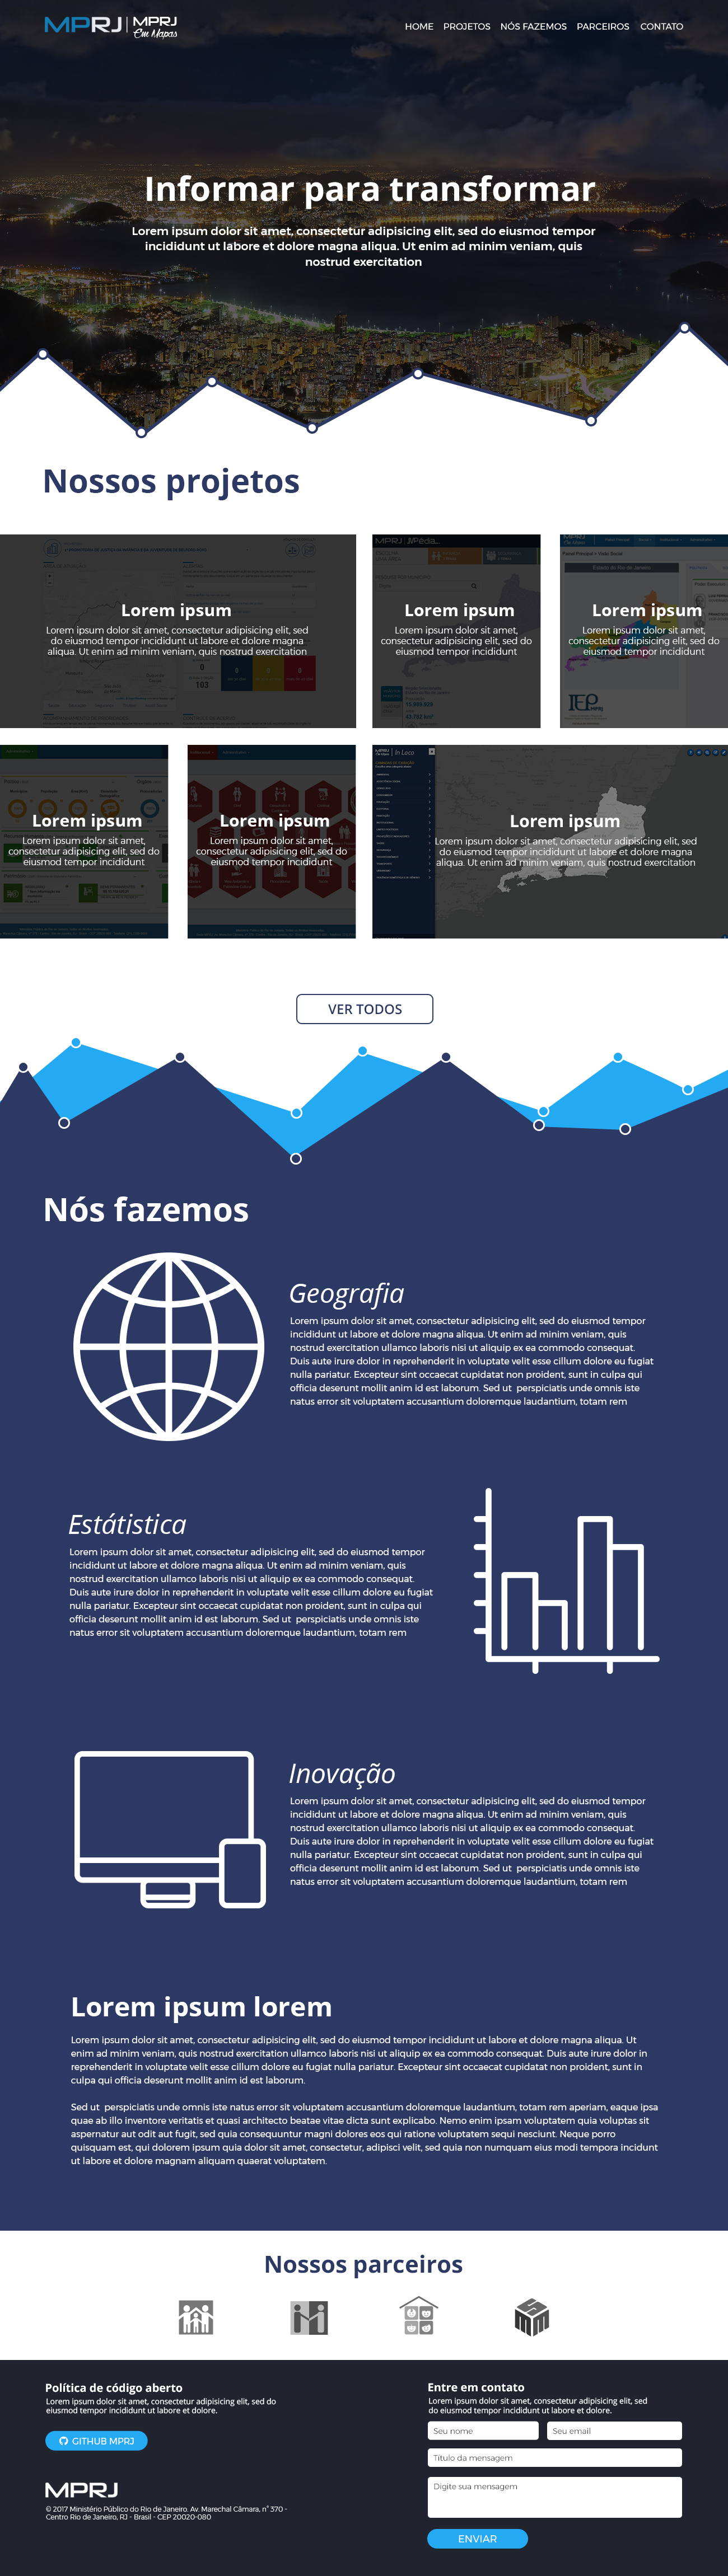 MPRJ MPRJ
Em Mapas
HOME PROJETOS NÓS FAZEMOS PARCEIROS CONTATO
Informar para transformar
Lorem ipsum dolor sit amet, consectetur adipisicing elit, sed do eiusmod tempor
incididunt ut labore et dolore magna aliqua. Ut enim ad minim veniam, quis
nostrud exercitation
Nossos projetos
Lorem ipsum
Lorem ipsum dolor sit amet, consectetur adipisicing elit, sed
do eiusmod tempor incididunt ut labore et dolore magna
aliqua. Ut enim ad minim veniam, quis nostrud exercitation
Lorem ipsum
Lorem ipsum dolor sit amet,
consectetur adipisicing elit, sed do
eiusmod tempor incididunt
Lorem ipsum
Lorem ipsum dolor sit amet,
consectetur adipisicing elit, sed do
eiusmod tempor incididunt
Lorem ipsum
Lorem ipsum dolor sit amet,
consectetur adipisicing elit, sed do
eiusmod tempor incididunt
Lorem ipsum
Lorem ipsum dolor sit amet,
consectetur adipisicing elit, sed do
eiusmod tempor incididunt
Lorem ipsum
Lorem ipsum dolor sit amet, consectetur adipisicing elit, sed
do eiusmod tempor incididunt ut labore et dolore magna
aliqua. Ut enim ad minim veniam, quis nostrud exercitation
VER TODOS
Nós fazemos
Geografia
Lorem ipsum dolor sit amet, consectetur adipisicing elit, sed do eiusmod tempor
incididunt ut labore et dolore magna aliqua. Ut enim ad minim veniam, quis
nostrud exercitation ullamco laboris nisi ut aliquip ex ea commodo consequat.
Duis aute irure dolor in reprehenderit in voluptate velit esse cillum dolore eu fugiat
nulla pariatur. Excepteur sint occaecat cupidatat non proident, sunt in culpa qui
officia deserunt mollit anim id est laborum. Sed ut perspiciatis unde omnis iste
natus error sit voluptatem accusantium doloremque laudantium, totam rem
Estátistica
Lorem ipsum dolor sit amet, consectetur adipisicing elit, sed do eiusmod tempor
incididunt ut labore et dolore magna aliqua. Ut enim ad minim veniam, quis
nostrud exercitation ullamco laboris nisi ut aliquip ex ea commodo consequat.
Duis aute irure dolor in reprehenderit in voluptate velit esse cillum dolore eu fugiat
nulla pariatur. Excepteur sint occaecat cupidatat non proident, sunt in culpa qui
officia deserunt mollit anim id est laborum. Sed ut perspiciatis unde omnis iste
natus error sit voluptatem accusantium doloremque laudantium, totam rem
Inovação
Lorem ipsum dolor sit amet, consectetur adipisicing elit, sed do eiusmod tempor
incididunt ut labore et dolore magna aliqua. Ut enim ad minim veniam, quis
nostrud exercitation ullamco laboris nisi ut aliquip ex ea commodo consequat.
Duis aute irure dolor in reprehenderit in voluptate velit esse cillum dolore eu fugiat
nulla pariatur. Excepteur sint occaecat cupidatat non proident, sunt in culpa qui
officia deserunt mollit anim id est laborum. Sed ut perspiciatis unde omnis iste
natus error sit voluptatem accusantium doloremque laudantium, totam rem
Lorem ipsum lorem
Lorem ipsum dolor sit amet, consectetur adipisicing elit, sed do eiusmod tempor incididunt ut labore et dolore magna aliqua. Ut
enim ad minim veniam, quis nostrud exercitation ullamco laboris nisi ut aliquip ex ea commodo consequat. Duis aute irure dolor in
reprehenderit in voluptate velit esse cillum dolore eu fugiat nulla pariatur. Excepteur sint occaecat cupidatat non proident, sunt in
culpa qui officia deserunt mollit anim id est laborum.
Sed ut perspiciatis unde omnis iste natus error sit voluptatem accusantium doloremque laudantium, totam rem aperiam, eaque ipsa
quae ab illo inventore veritatis et quasi architecto beatae vitae dicta sunt explicabo. Nemo enim ipsam voluptatem quia voluptas sit
aspernatur aut odit aut fugit, sed quia consequuntur magni dolores eos qui ratione voluptatem sequi nesciunt. Neque porro
quisquam est, qui dolorem ipsum quia dolor sit amet, consectetur, adipisci velit, sed quia non numquam eius modi tempora incidunt
ut labore et dolore magnam aliquam quaerat voluptatem.
Nossos parceiros
Política de código aberto
Lorem ipsum dolor sit amet, consectetur adipisicing elit, sed do
eiusmod tempor incididunt ut labore et dolore.
GITHUB MPRJ
MPRJ
© 2017 Ministério Público do Rio de Janeiro. Av. Marechal Câmara, n° 370 -
Centro Rio de Janeiro, RJ - Brasil - CEP 20020-080
Entre em contato
Lorem ipsum dolor sit amet, consectetur adipisicing elit, sed
do eiusmod tempor incididunt ut labore et dolore.
Seu nome Seu email
Título da mensagem
Digite sua mensagem
ENVIAR